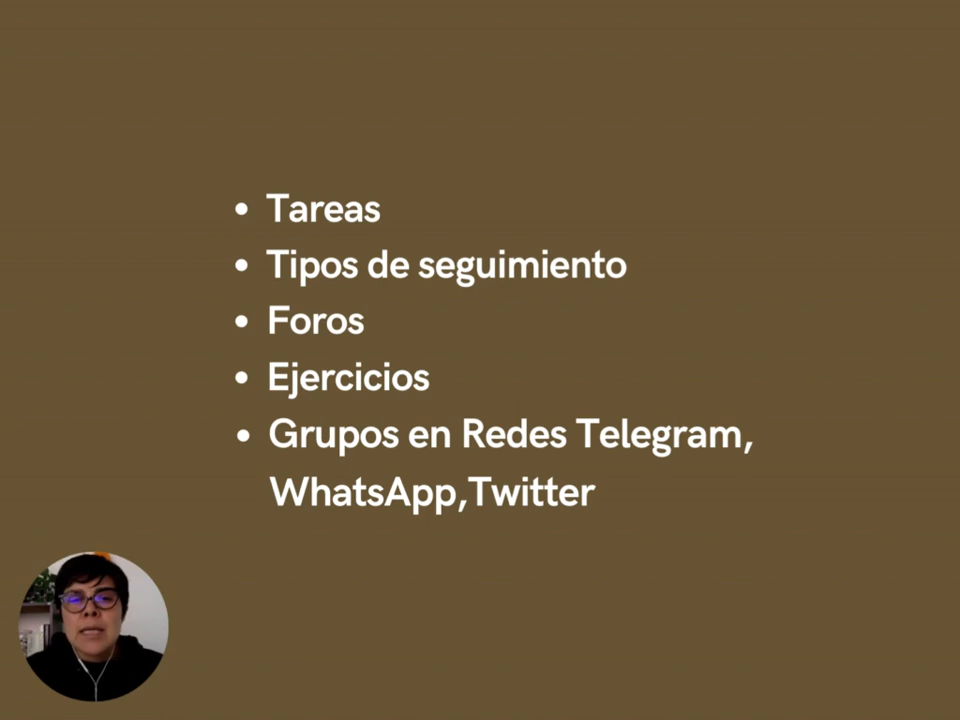 • Tareas
• Tipos de seguimiento
• Foros
• Ejercicios
• Grupos en Redes Telegram,
WhatsApp,Twitter